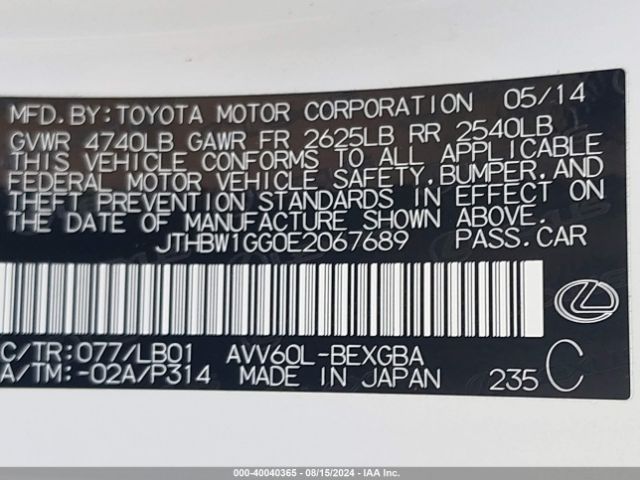 MFD.BY:TOYOTA MOTOR CORPORATION 05/14
GVWR 4740LB GAWR FR 2625LB RR 2540LB
THIS VEHICLE CONFORMS TO ALL APPLICABLE
FEDERAL MOTOR VEHICLE SAFETY,BUMPER,AND
THEFT PREVENTION STANDARDS IN EFFECT ON
THE DATE OF MANUFACTURE SHOWN ABOVE.
JTHBW1GG0E2067689 PASS.CAR
C/TR:077/LB01 AVV60L-BEXGBA
A/TM:-02A/P314 MADE IN JAPAN 235 C
000-40040365 - 08/15/2024 - IAAI.COM